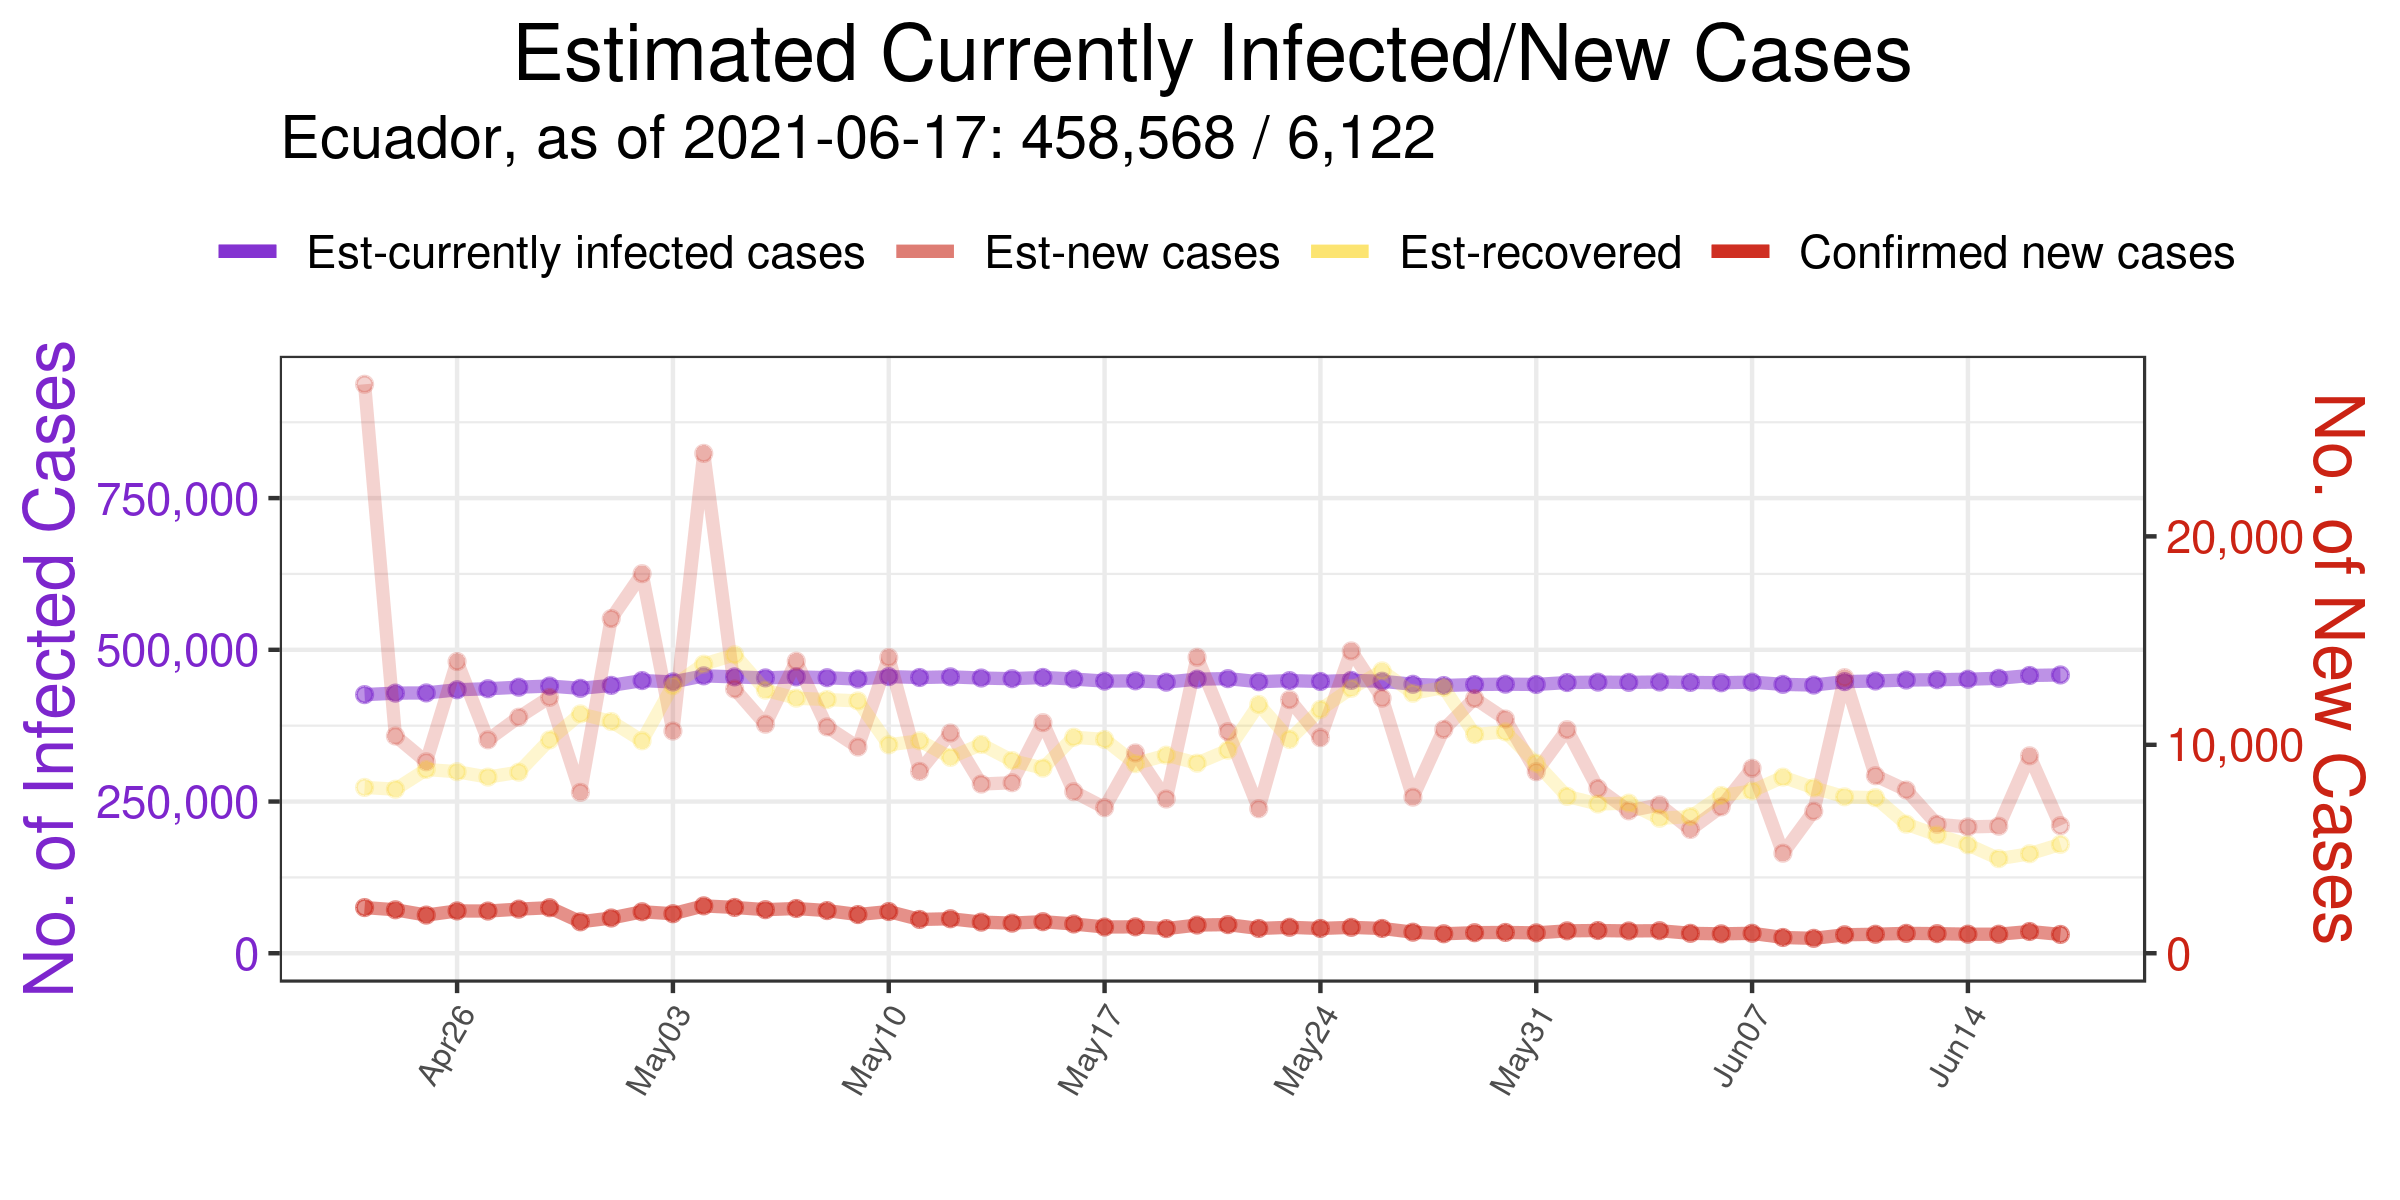 Estimated Currently Infected/New Cases
Ecuador, as of 2021-06-17: 458,568 / 6,122
Est-currently infected cases Est-new cases Est-recovered Confirmed new cases
No. of Infected Cases
750,000
500,000
250,000
0
20,000
10,000
0
No. of New Cases
Apr26 May03 May10 May17 May24 May31 Jun07 Jun14